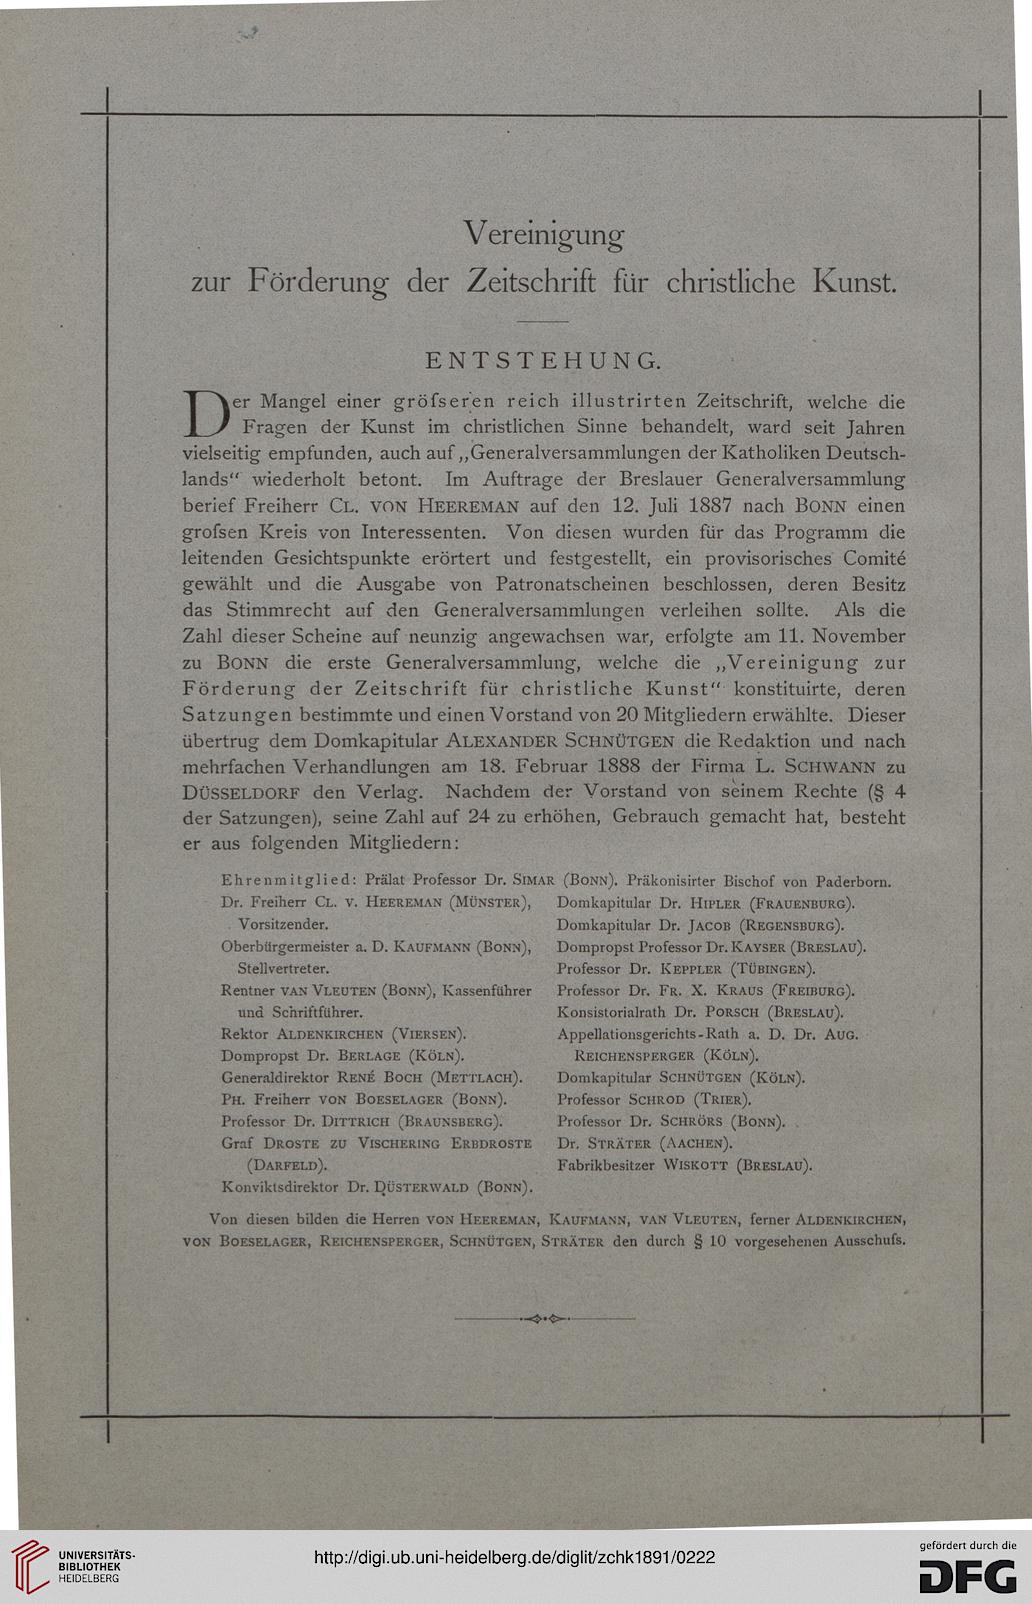 Vereinigung
zur Förderung der Zeitschrift für christliche Kunst.
ENTSTEHUNG.
Der Mangel einer gröfseren reich illustrirten Zeitschrift, welche die
Fragen der Kunst im christlichen Sinne behandelt, ward seit Jahren
vielseitig empfunden, auch auf „Generalversammlungen der Katholiken Deutsch-
lands“ wiederholt betont. Im Auftrage der Breslauer Generalversammlung
berief Freiherr CL. VON HEEREMAN auf den 12. Juli 1887 nach BONN einen
grofsen Kreis von Interessenten. Von diesen wurden für das Programm die
leitenden Gesichtspunkte erörtert und festgestellt, ein provisorisches Comité
gewählt und die Ausgabe von Patronatscheinen beschlossen, deren Besitz
das Stimmrecht auf den Generalversammlungen verleihen sollte. Als die
Zahl dieser Scheine auf neunzig angewachsen war, erfolgte am 11. November
zu BONN die erste Generalversammlung, welche die „Vereinigung zur
Förderung der Zeitschrift für christliche Kunst“ konstituirte, deren
Satzungen bestimmte und einen Vorstand von 20 Mitgliedern erwählte. Dieser
übertrug dem Domkapitular ALEXANDER SCHNÜTGEN die Redaktion und nach
mehrfachen Verhandlungen am 18. Februar 1888 der Firma L. SCHWANN zu
DÜSSELDORF den Verlag. Nachdem der Vorstand von seinem Rechte (§ 4
der Satzungen), seine Zahl auf 24 zu erhöhen, Gebrauch gemacht hat, besteht
er aus folgenden Mitgliedern:
Ehrenmitglied: Prälat Professor Dr. SIMAR (BONN). Präkonisirter Bischof von Paderborn.
Dr. Freiherr CL. V. HEEREMAN (MÜNSTER),
Vorsitzender.
Oberbürgermeister a. D. KAUFMANN (BONN),
Stellvertreter.
Rentner VAN VLEUTEN (BONN), Kassenführer
und Schriftführer.
Rektor ALDENKIRCHEN (VIERSEN).
Dompropst Dr. BERLAGE (KÖLN).
Generaldirektor RENÉ BOCH (METTLACH).
PH. Freiherr VON BOESELAGER (BONN).
Professor Dr. DITTRICH (BRAUNSBERG).
Graf DROSTE ZU VISCHERING ERBDROSTE
(DARFELD).
Konviktsdirektor Dr. DÜSTERWALD (BONN).
Domkapitular Dr. HIPLER (FRAUENBURG).
Domkapitular Dr. JACOB (REGENSBURG).
Dompropst Professor Dr. KAYSER (BRESLAU).
Professor Dr. KEPPLER (TÜBINGEN).
Professor Dr. FR. X. KRAUS (FREIBURG).
Konsistorialrath Dr. PORSCH (BRESLAU).
Appellationsgerichts-Rath a. D. Dr. AUG.
REICHENSPERGER (KÖLN).
Domkapitular SCHNÜTGEN (KÖLN).
Professor SCHROD (TRIER).
Professor Dr. SCHRÖRS (BONN).
Dr. STRÄTER (AACHEN).
Fabrikbesitzer WISKOTT (BRESLAU).
Von diesen bilden die Herren VON HEEREMAN, KAUFMANN, VAN VLEUTEN, ferner ALDENKIRCHEN,
VON BOESELAGER, REICHENSPERGER, SCHNÜTGEN, STRÄTER den durch § 10 vorgesehenen Ausschufs.
UNIVERSITÄTS-
BIBLIOTHEK
HEIDELBERG
http://digi.ub.uni-heidelberg.de/diglit/zchk1891/0222
gefördert durch die
DFG